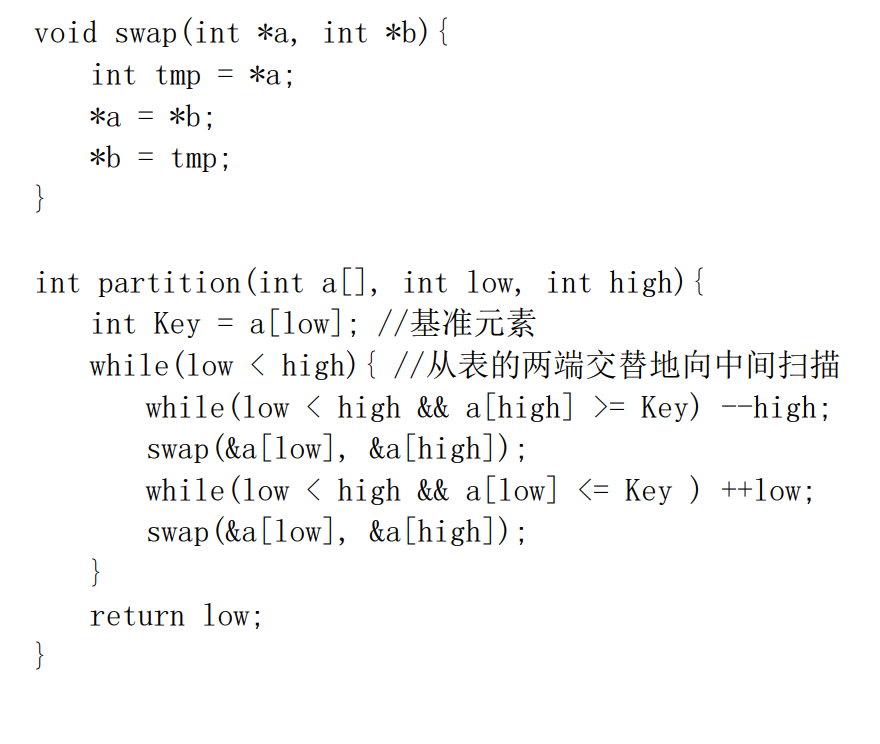 void swap(int *a, int *b){
int tmp = *a;
*a = *b;
*b = tmp;
}
int partition(int a[], int low, int high){
int Key = a[low]; //基准元素
while(low < high){ //从表的两端交替地向中间扫描
while(low < high && a[high] >= Key) --high;
swap(&a[low], &a[high]);
while(low < high && a[low] <= Key ) ++low;
swap(&a[low], &a[high]);
}
return low;
}